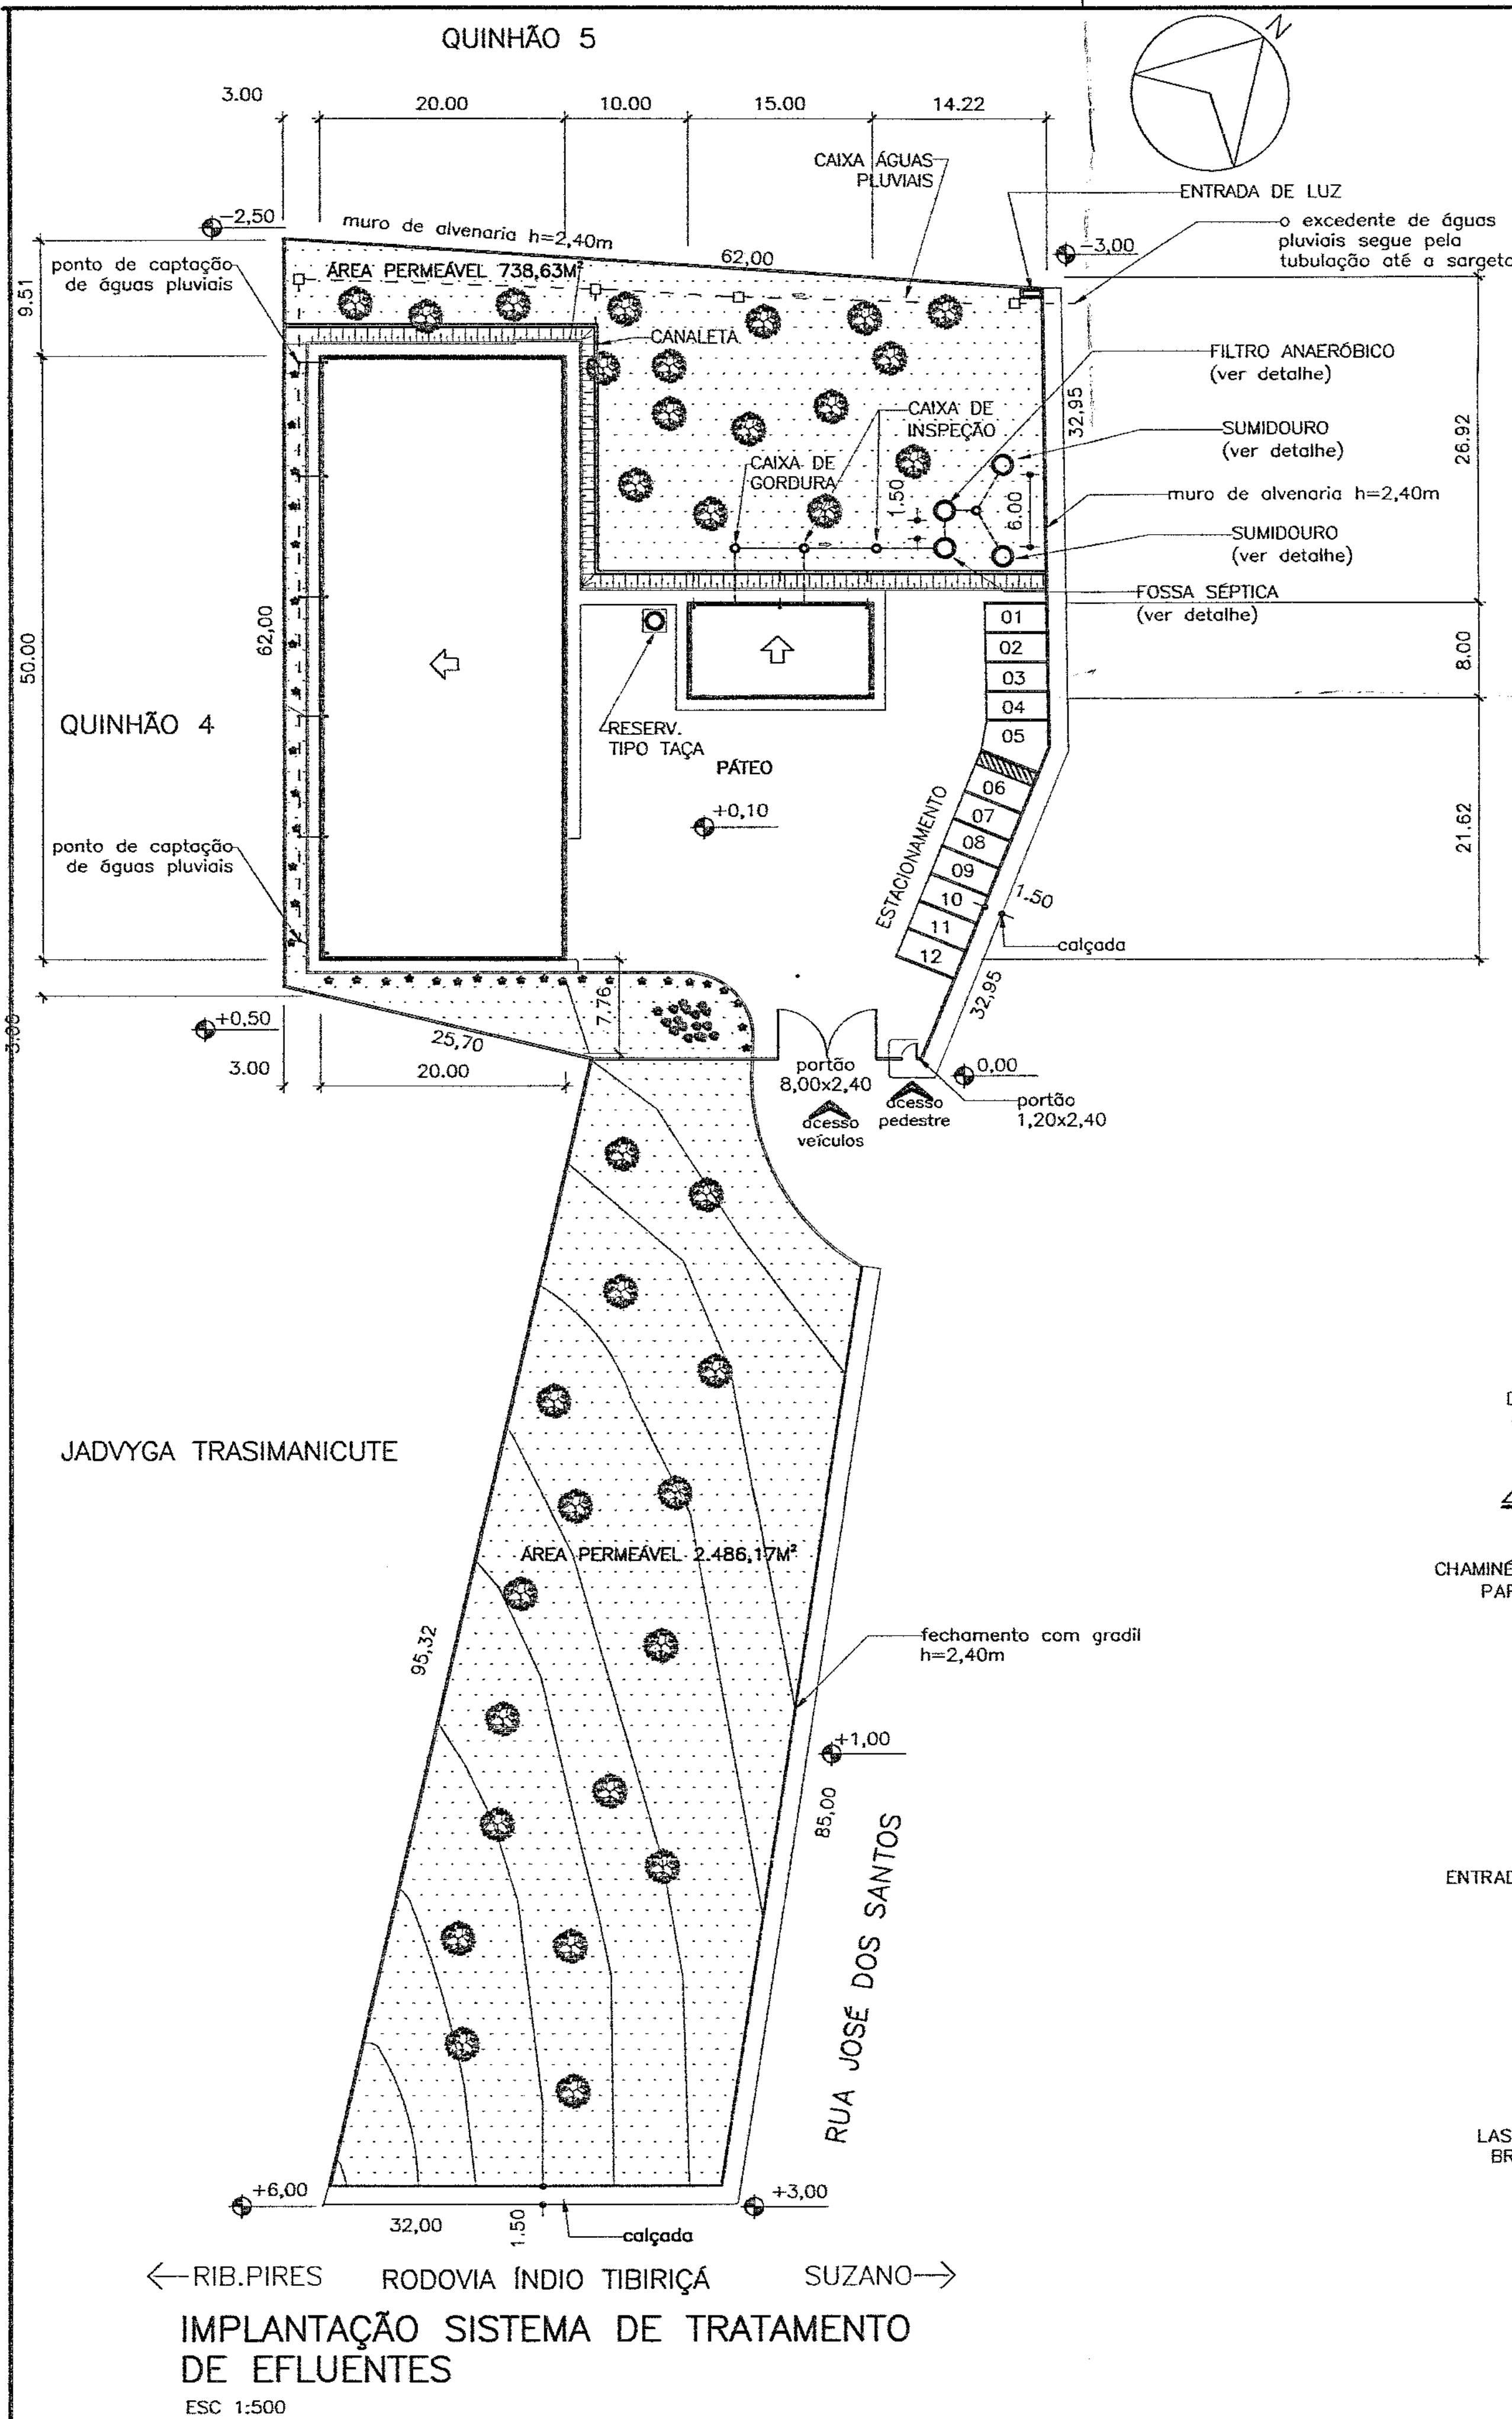 QUINHÃO 5
N
3.00
20.00
10.00
15.00
14.22
CAIXA ÁGUAS
PLUVIAIS
ENTRADA DE LUZ
-2,50
muro de alvenaria h=2,40m
62,00
-3,00
o excedente de águas
pluviais segue pela
tubulação até a sargeta
ponto de captação
de águas pluviais
ÁREA PERMEÁVEL 738,63M²
9.51
CANALETA
FILTRO ANAERÓBICO
(ver detalhe)
32,95
26.92
CAIXA DE
INSPEÇÃO
SUMIDOURO
(ver detalhe)
CAIXA DE
GORDURA
1.50
6.00
muro de alvenaria h=2,40m
SUMIDOURO
(ver detalhe)
FOSSA SÉPTICA
(ver detalhe)
50.00
62,00
01
02
03
04
05
8.00
QUINHÃO 4
RESERV.
TIPO TAÇA
PÁTEO
+0,10
ESTACIONAMENTO
06
07
08
09
10
11
12
21.62
ponto de captação
de águas pluviais
1.50
calçada
32,95
7.76
3.00
+0,50
25,70
3.00
20.00
portão
8,00x2,40
acesso
veículos
acesso
pedestre
0,00
portão
1,20x2,40
JADVYGA TRASIMANICUTE
ÁREA PERMEÁVEL 2.486,17M²
CHAMINÉ
95,32
fechamento com gradil
h=2,40m
+1,00
85,00
RUA JOSÉ DOS SANTOS
+6,00
+3,00
32,00
1.50
calçada
RIB.PIRES
RODOVIA ÍNDIO TIBIRIÇÁ
SUZANO
IMPLANTAÇÃO SISTEMA DE TRATAMENTO
DE EFLUENTES
ESC 1:500